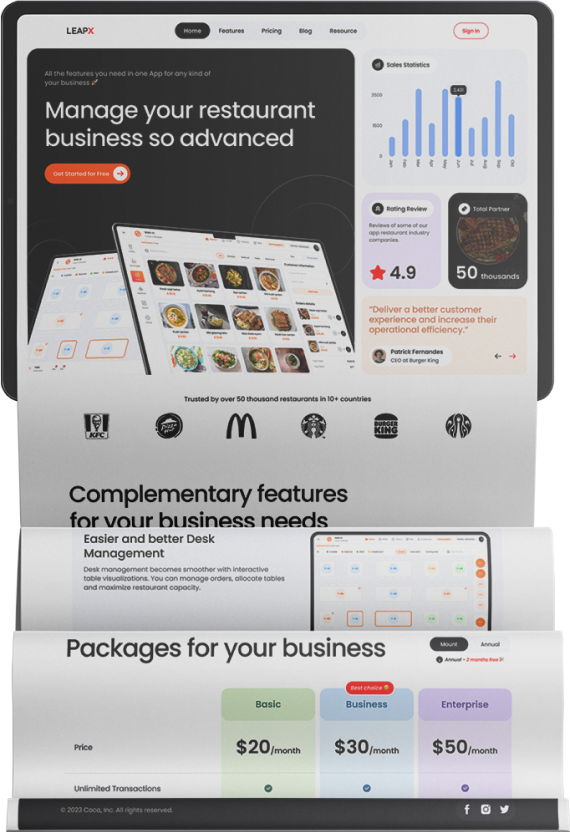 LEAPX
Home
Features
Pricing
Blog
Resource
Sign in
All the features you need in one App for any kind of
your business
Manage your restaurant
business so advanced
Get Started for Free
Sales Statistics
2500
1500
0
Rating Review
Reviews of some of our
app restaurant industry
companies.
4.9
Total Partner
50 thousands
"Deliver a better customer
experience and increase their
operational efficiency."
Patrick Fernandes
CEO at Burger King
Trusted by over 50 thousand restaurants in 10+ countries
KFC
Pizza
Hut
BURGER
KING
Complementary features
for your business needs
Easier and better Desk
Management
Desk management becomes smoother with interactive
table visualizations. You can manage orders, allocate tables
and maximize restaurant capacity.
Packages for your business
Mount
Annual
Annual - 2 months free
Best choice
Basic
Business
Enterprise
Price
$20/month
$30/month
$50/month
Unlimited Transactions
© 2023 Coco, Inc. All rights reserved.